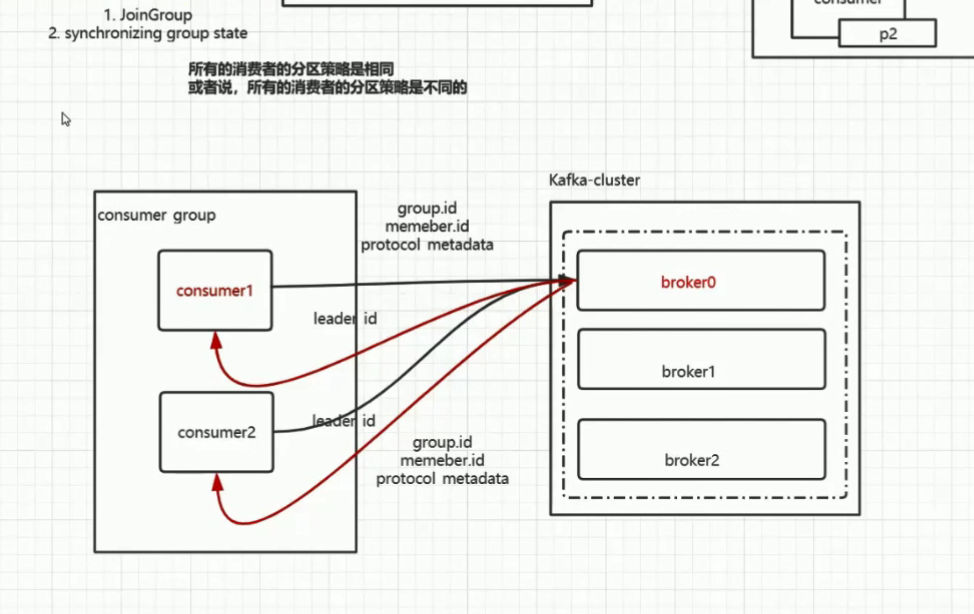 1. JoinGroup
2. synchronizing group state
所有的消费者的分区策略是相同
或者说，所有的消费者的分区策略是不同的
consumer
p2
Kafka-cluster
consumer group
group.id
memeber.id
protocol metadata
consumer1
broker0
leader id
broker1
consumer2
leader id
group.id
memeber.id
protocol metadata
broker2